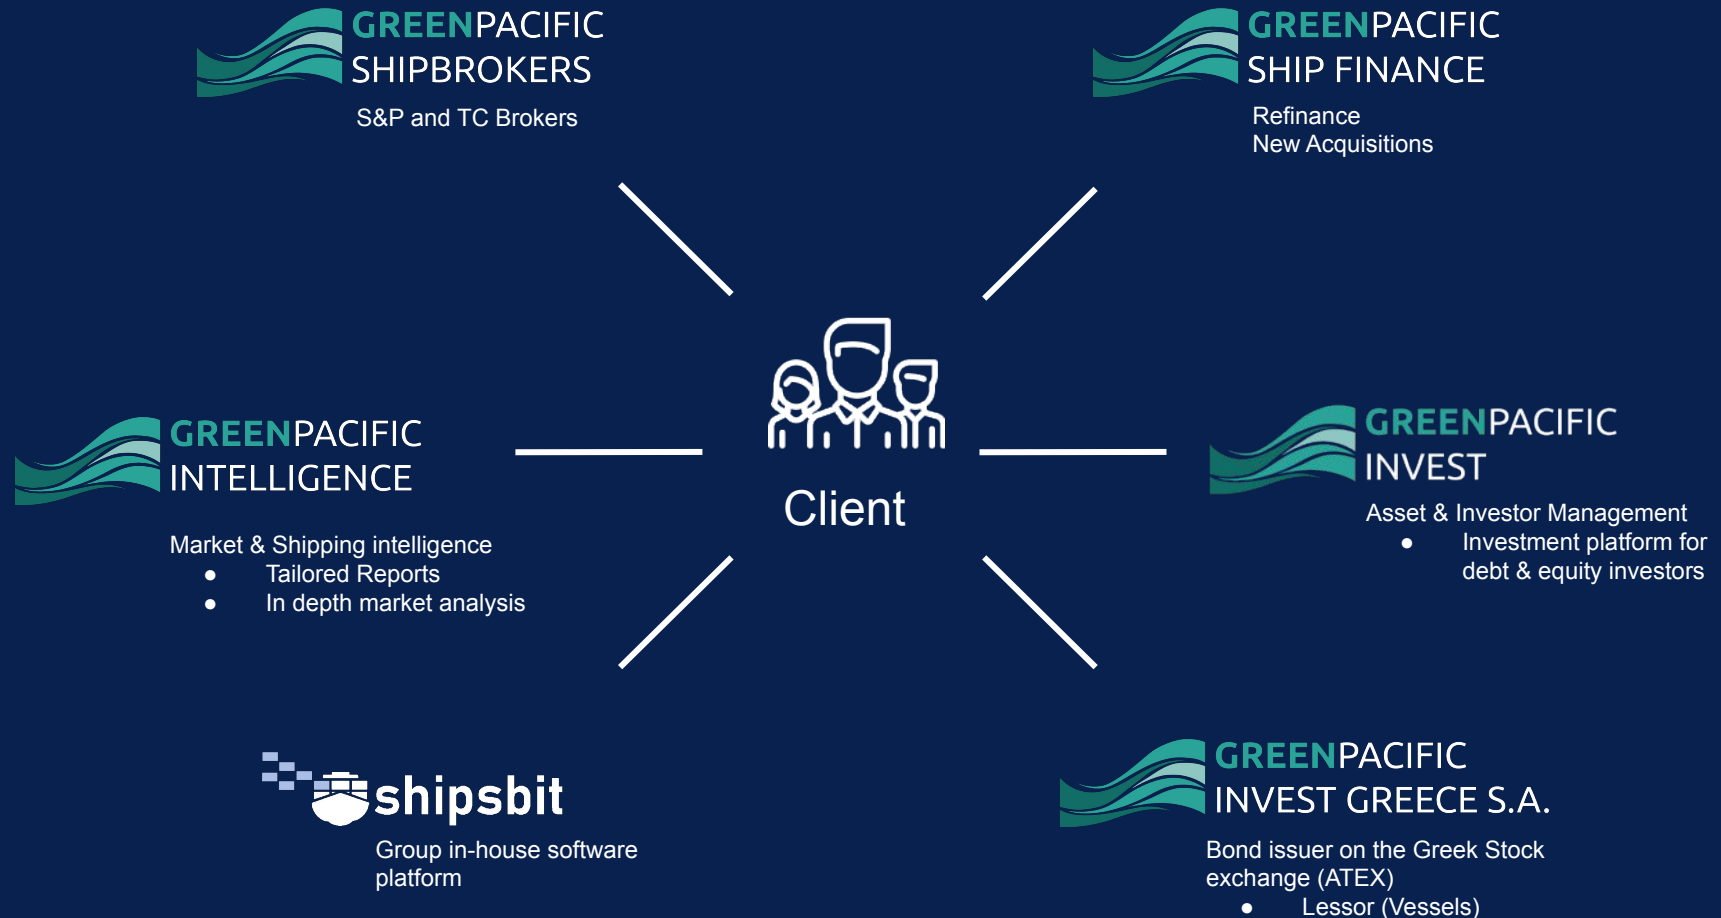 GREENPACIFIC
SHIPBROKERS
S&P and TC Brokers
GREENPACIFIC
SHIP FINANCE
Refinance
New Acquisitions
GREENPACIFIC
INTELLIGENCE
Market & Shipping intelligence
● Tailored Reports
● In depth market analysis
Client
GREENPACIFIC
INVEST
Asset & Investor Management
● Investment platform for
debt & equity investors
shipsbit
Group in-house software
platform
GREENPACIFIC
INVEST GREECE S.A.
Bond issuer on the Greek Stock
exchange (ATEX)
● Lessor (Vessels)